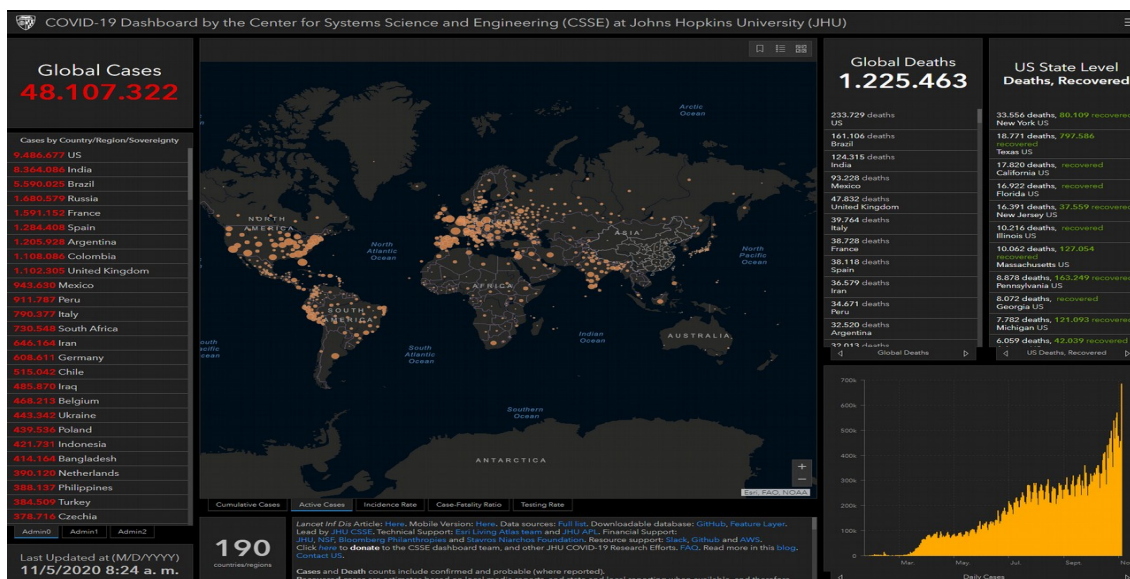 COVID-19 Dashboard by the Center for Systems Science and Engineering (CSSE) at Johns Hopkins University (JHU)
Global Cases
48.107.322
Cases by Country/Region/Sovereignty
9.486.677 US
8.364.086 India
5.590.025 Brazil
1.680.579 Russia
1.591.152 France
1.284.408 Spain
1.205.928 Argentina
1.108.086 Colombia
1.102.305 United Kingdom
943.630 Mexico
911.787 Peru
790.377 Italy
730.548 South Africa
646.164 Iran
608.611 Germany
515.042 Chile
485.870 Iraq
468.213 Belgium
443.342 Ukraine
439.536 Poland
421.731 Indonesia
414.164 Bangladesh
390.120 Netherlands
388.137 Philippines
384.509 Turkey
378.716 Czechia
Admin0 Admin1 Admin2
Last Updated at (M/D/YYYY)
11/5/2020 8:24 a. m.
Arctic
Ocean
NORTH
AMERICA
ASIA
North
Atlantic
Ocean
North
Pacific
Ocean
AFRICA
SOUTH
AMERICA
Indian
Ocean
AUSTRALIA
South
Atlantic
Ocean
Southern
Ocean
ANTARCTICA
Esri, FAO, NOAA
Cumulative Cases Active Cases Incidence Rate Case-Fatality Ratio Testing Rate
190
countries/regions
Lancet Inf Dis Article: Here. Mobile Version: Here. Data sources: Full list. Downloadable database: GitHub, Feature Layer.
Lead by JHU CSSE. Technical Support: Esri Living Atlas team and JHU APL. Financial Support:
JHU, NSF, Bloomberg Philanthropies and Stavros Niarchos Foundation. Resource support: Slack, Github and AWS.
Click here to donate to the CSSE dashboard team, and other JHU COVID-19 Research Efforts. FAQ. Read more in this blog.
Contact US.
Cases and Death counts include confirmed and probable (where reported).
Global Deaths
1.225.463
233.729 deaths
US
161.106 deaths
Brazil
124.315 deaths
India
93.228 deaths
Mexico
47.832 deaths
United Kingdom
39.764 deaths
Italy
38.728 deaths
France
38.118 deaths
Spain
36.579 deaths
Iran
34.671 deaths
Peru
32.520 deaths
Argentina
32.013 deaths
Global Deaths
US State Level
Deaths, Recovered
33.556 deaths, 80.109 recovered
New York US
18.771 deaths, 797.586
recovered
Texas US
17.820 deaths, recovered
California US
16.922 deaths, recovered
Florida US
16.391 deaths, 37.559 recovered
New Jersey US
10.216 deaths, recovered
Illinois US
10.062 deaths, 127.054
recovered
Massachusetts US
8.878 deaths, 163.249 recovered
Pennsylvania US
8.072 deaths, recovered
Georgia US
7.782 deaths, 121.093 recovered
Michigan US
6.059 deaths, 42.039 recovered
US Deaths, Recovered
700k
600k
500k
400k
300k
200k
100k
0
Mar. May. Jul. Sept. Nov
Daily Cases